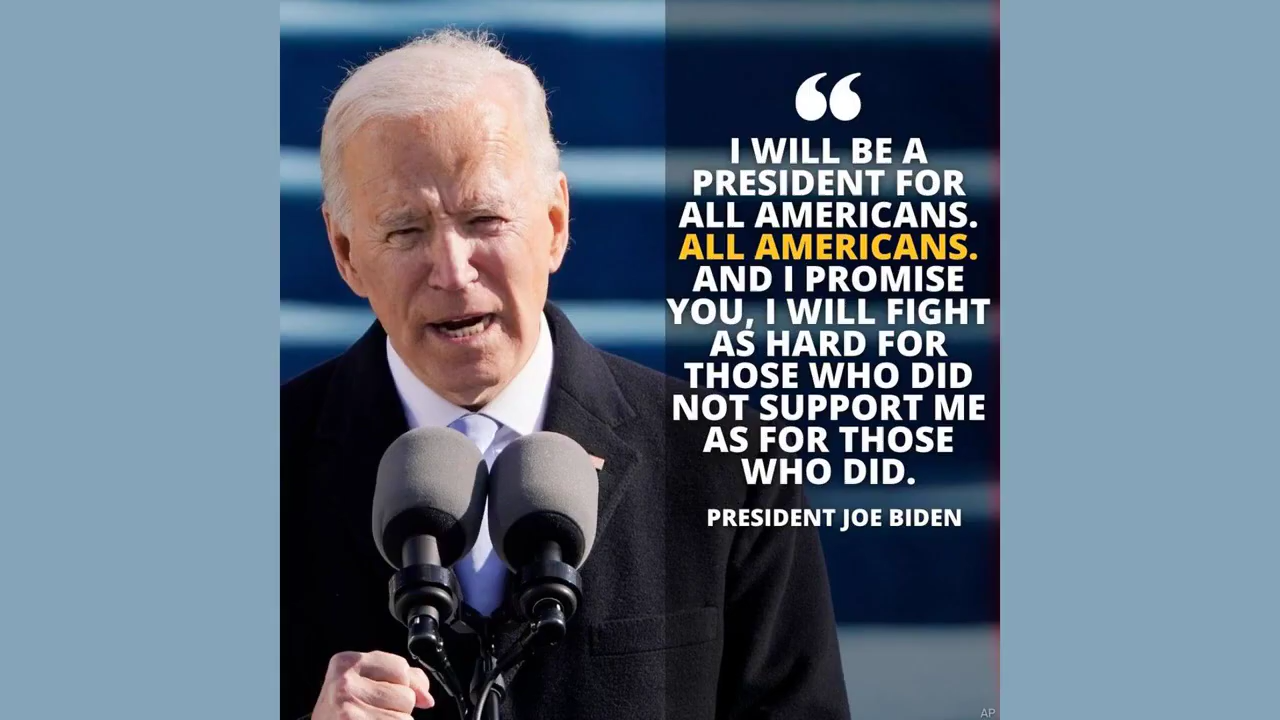 I WILL BE A
PRESIDENT FOR
ALL AMERICANS.
ALL AMERICANS.
AND I PROMISE
YOU, I WILL FIGHT
AS HARD FOR
THOSE WHO DID
NOT SUPPORT ME
AS FOR THOSE
WHO DID.
PRESIDENT JOE BIDEN
AP